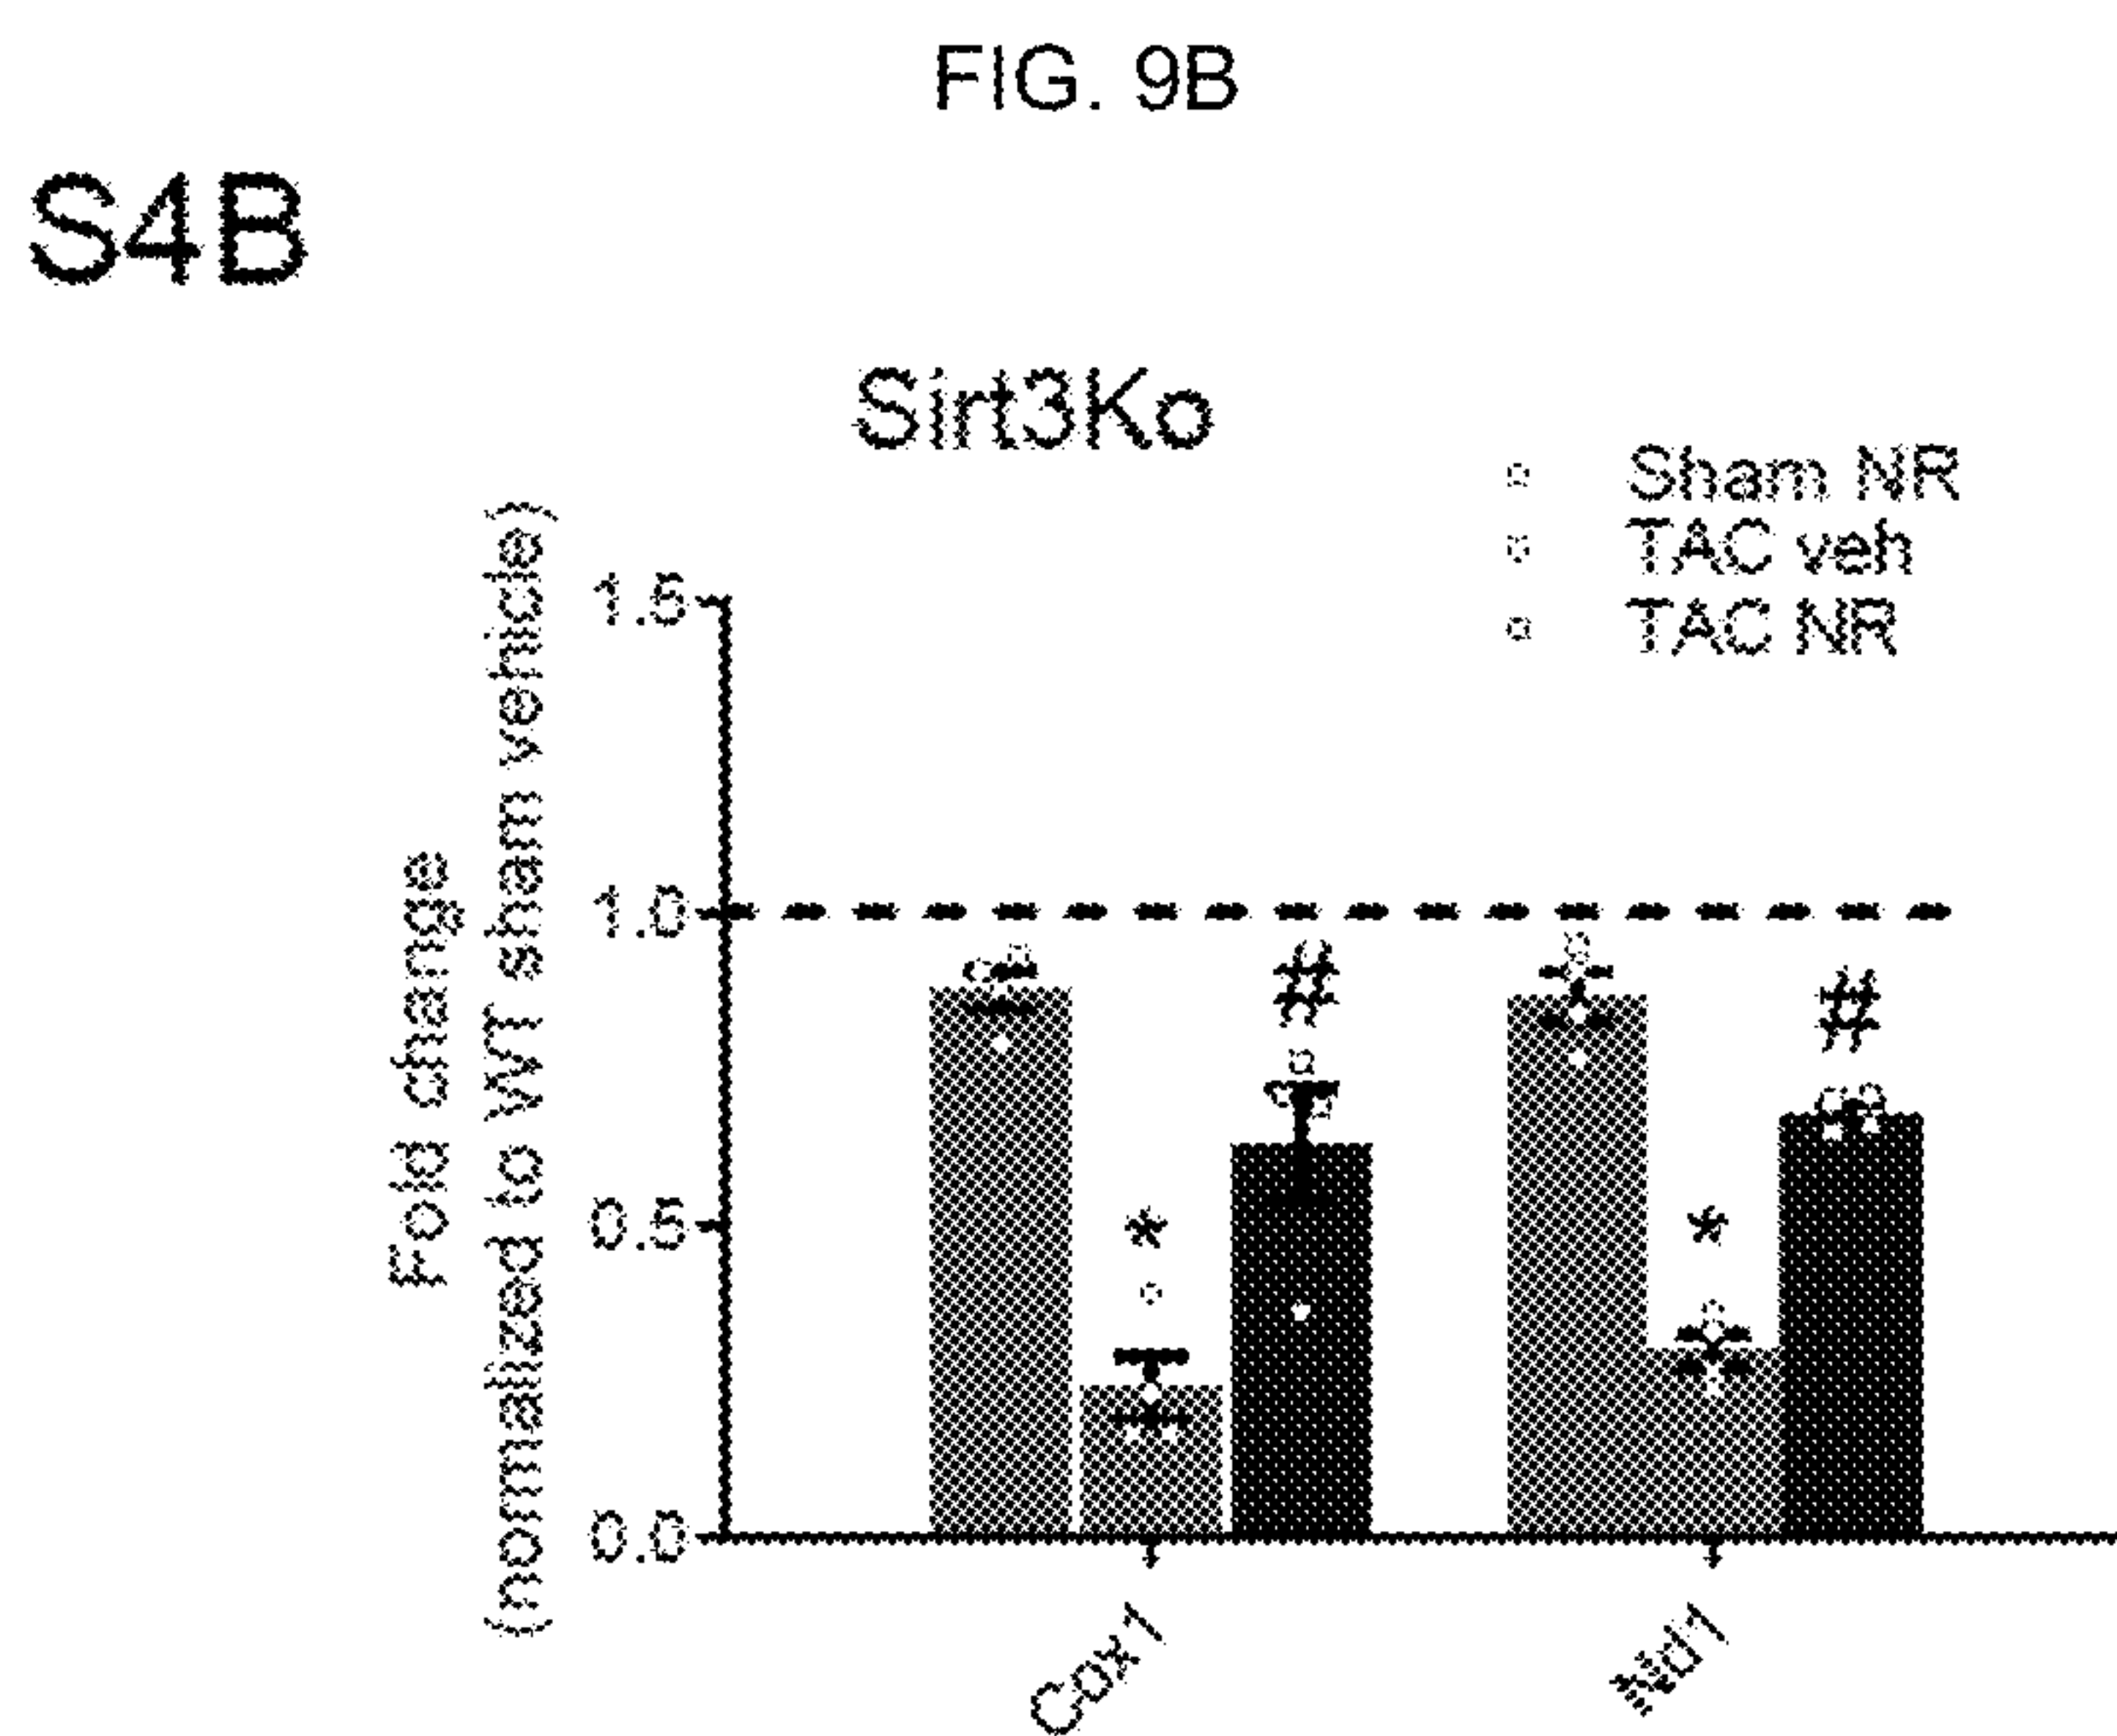 FIG. 9B
S4B
Sirt3Ko
Sham NR
TAC veh
TAC NR
Fold change
(normalized to WT sham vehicle)
1.5
1.0
0.5
0.0
#
#
*
*
Cox1
Nd1